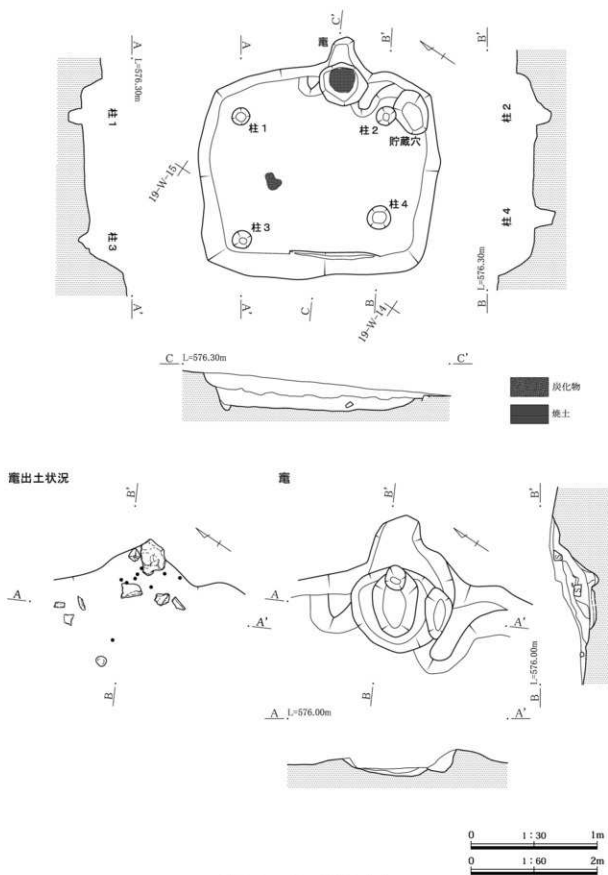 C'
A
A
竈
B'
B'
L=576.30m
柱1
柱1
柱2
貯蔵穴
柱2
19-W-15
柱3
柱4
柱3
柱4
A'
A'
C
B
19-W-14
B
L=576.30m
C L=576.30m C'
炭化物
焼土
竈出土状況
竈
B'
B'
B'
A
A'
A
A'
B
B
B
L=576.00m
A L=576.00m A'
0 1:30 1m
0 1:60 2m